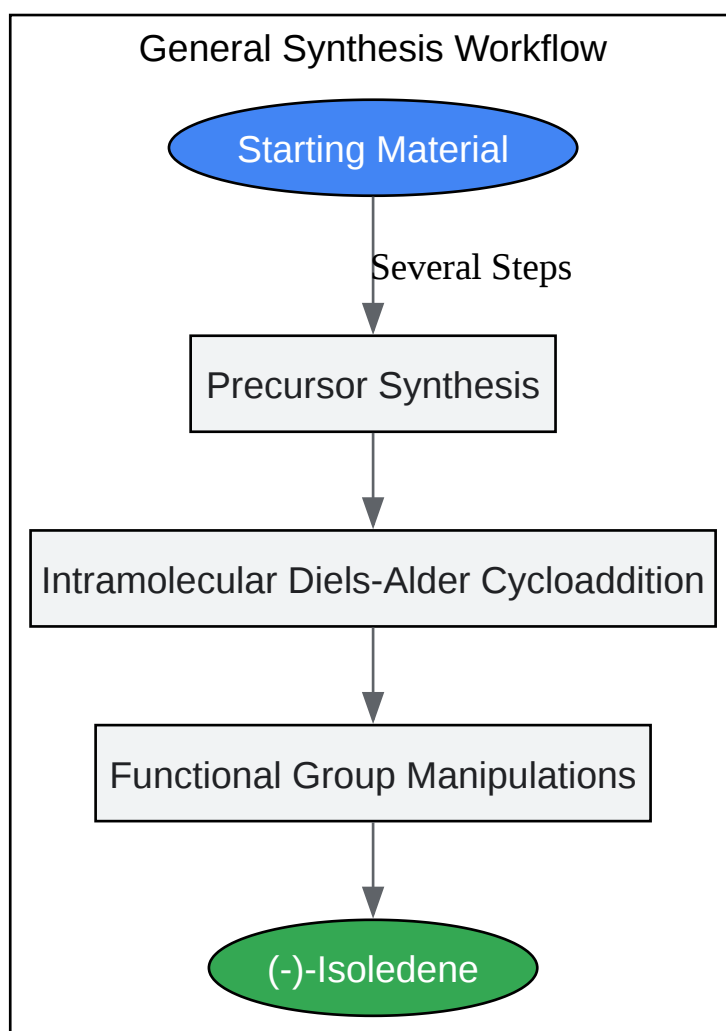 General Synthesis Workflow
Starting Material
Several Steps
Precursor Synthesis
Intramolecular Diels-Alder Cycloaddition
Functional Group Manipulations
(-)-Isoledene